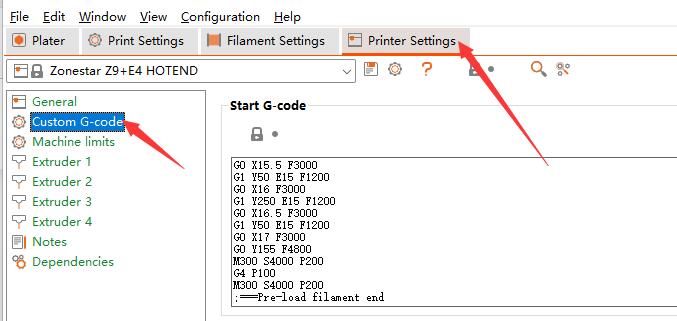 File Edit Window View Configuration Help
Plater Print Settings Filament Settings Printer Settings
Zonestar Z9+E4 HOTEND ?
General
Custom G-code
Machine limits
Extruder 1
Extruder 2
Extruder 3
Extruder 4
Notes
Dependencies
Start G-code
G0 X15.5 F3000
G1 Y50 E15 F1200
G0 X16 F3000
G1 Y250 E15 F1200
G0 X16.5 F3000
G1 Y50 E15 F1200
G0 X17 F3000
G0 Y155 F4800
M300 S4000 P200
G4 P100
M300 S4000 P200
;===Pre-load filament end